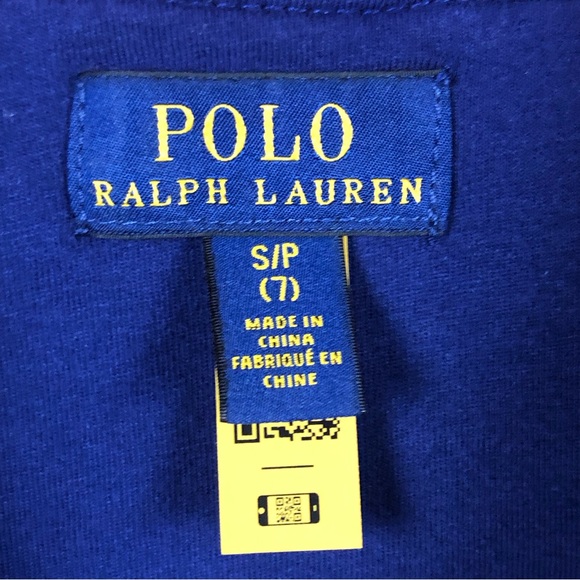 POLO
RALPH LAUREN
S/P
(7)
MADE IN
CHINA
FABRIQUÉ EN
CHINE